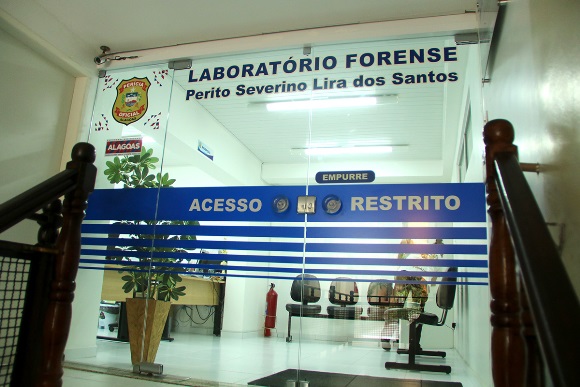 LABORATÓRIO FORENSE
Perito Severino Lira dos Santos
PERÍCIA
OFICIAL
ALAGOAS
EMPURRE
ACESSO RESTRITO